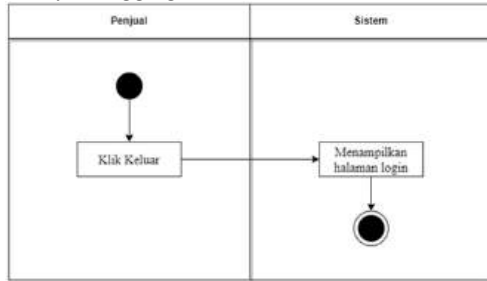 Penjual
Sistem
Klik Keluar
Menampilkan
halaman login